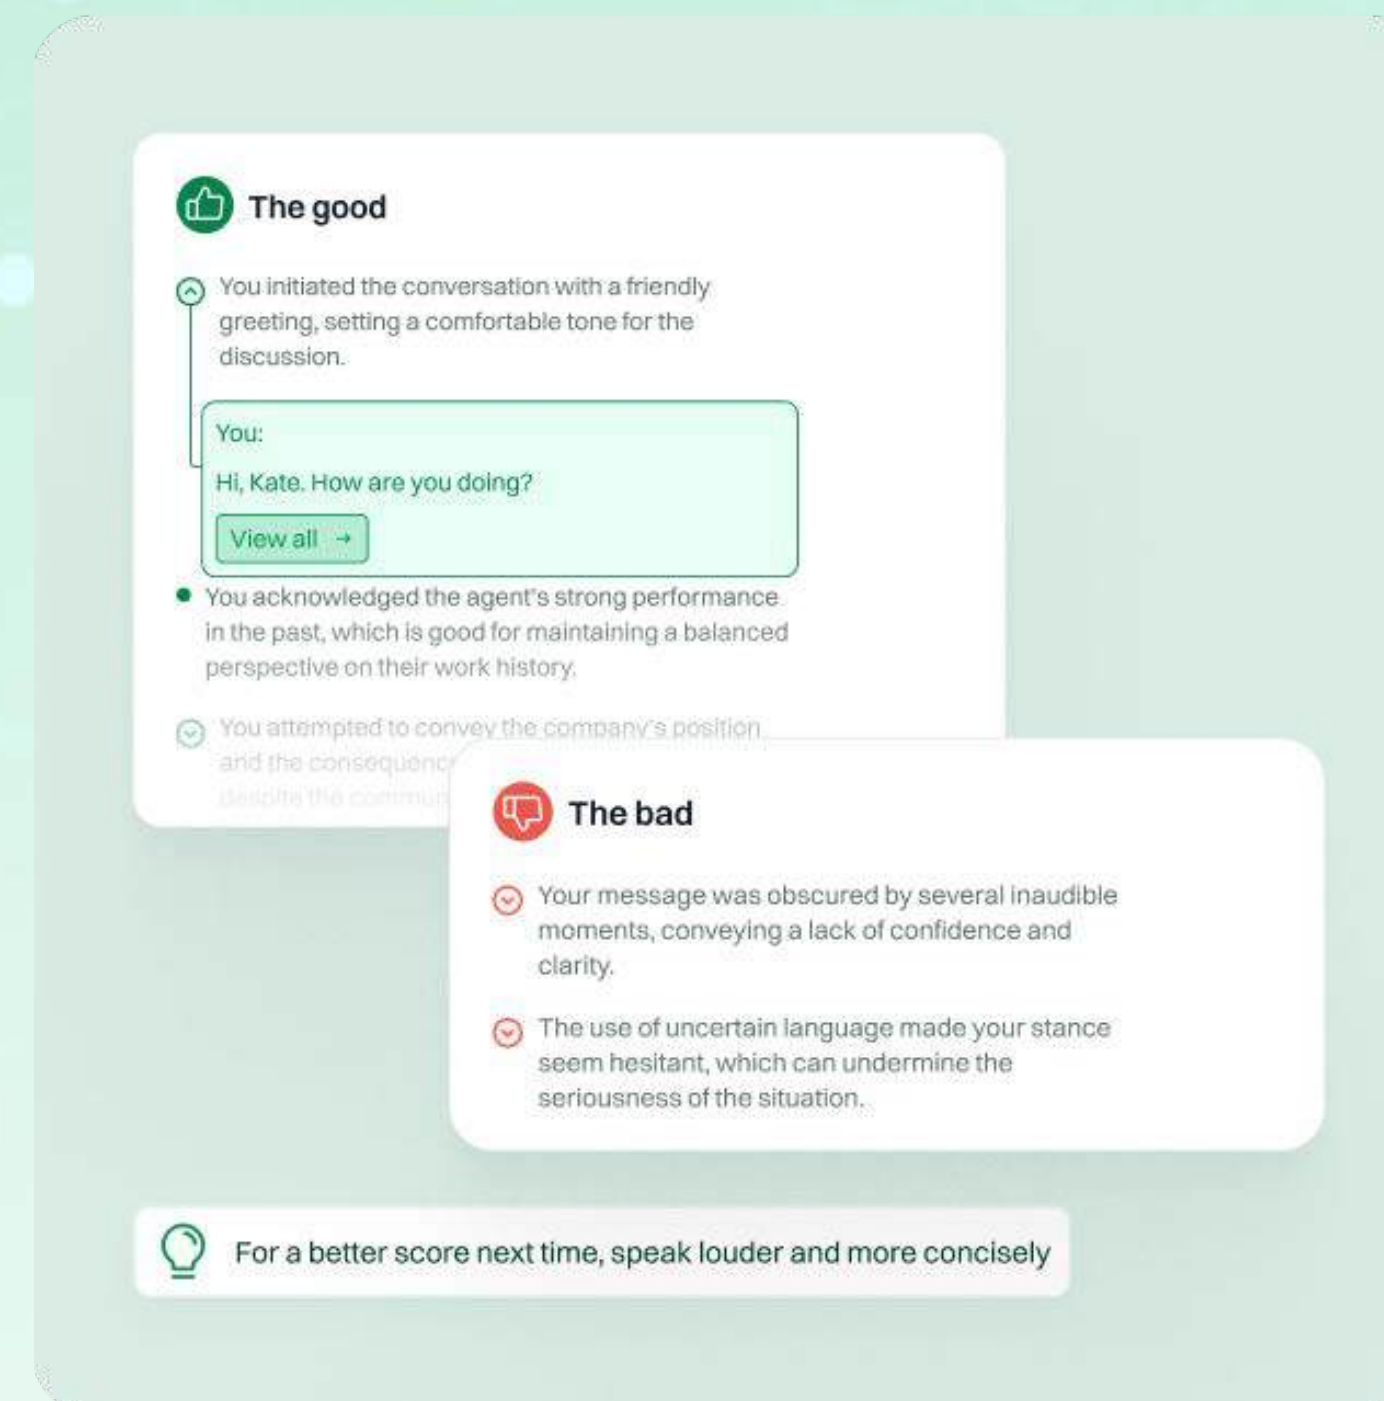 The good
You initiated the conversation with a friendly
greeting, setting a comfortable tone for the
discussion.
You:
Hi, Kate. How are you doing?
View all →
You acknowledged the agent's strong performance
in the past, which is good for maintaining a balanced
perspective on their work history.
You attempted to convey the company's position
and the consequenc
despite the commun
The bad
Your message was obscured by several inaudible
moments, conveying a lack of confidence and
clarity.
The use of uncertain language made your stance
seem hesitant, which can undermine the
seriousness of the situation.
For a better score next time, speak louder and more concisely